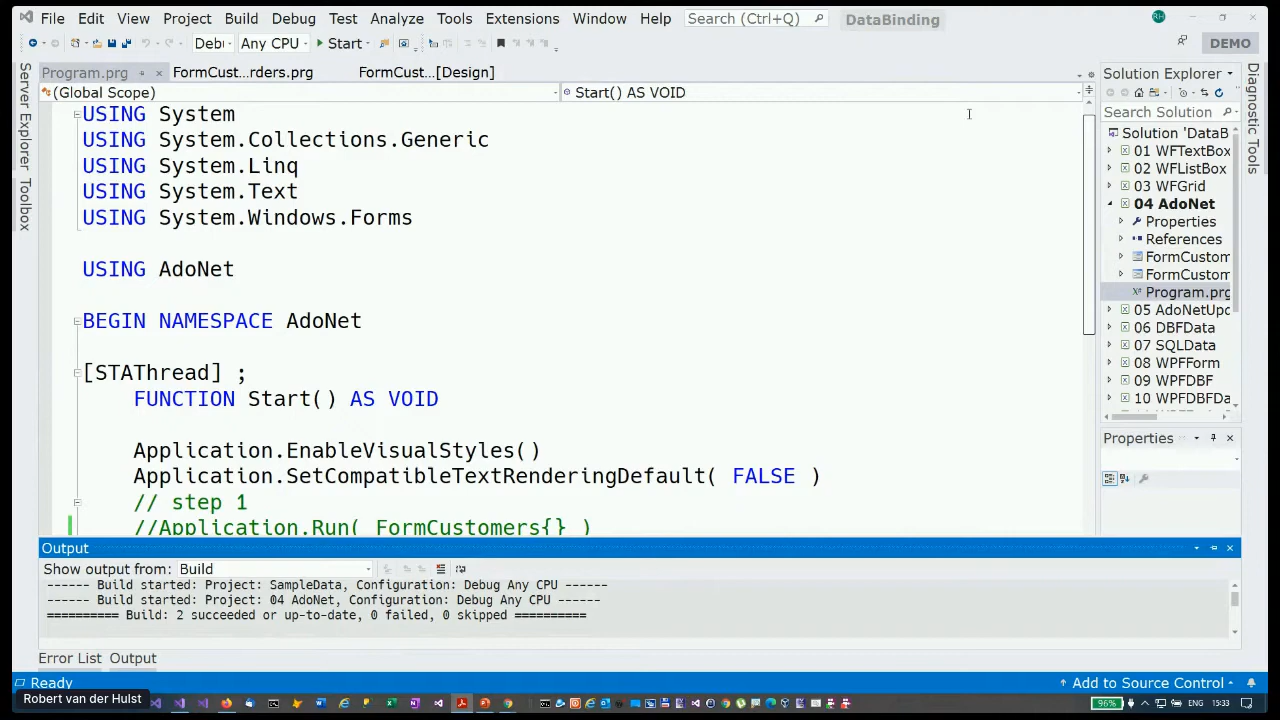 File Edit View Project Build Debug Test Analyze Tools Extensions Window Help Search (Ctrl+Q) DataBinding RH
Debu Any CPU Start DEMO
Program.prg FormCust...rders.prg FormCust...[Design]
(Global Scope) Start() AS VOID
USING System
USING System.Collections.Generic
USING System.Linq
USING System.Text
USING System.Windows.Forms
USING AdoNet
BEGIN NAMESPACE AdoNet
[STAThread] ;
FUNCTION Start() AS VOID
Application.EnableVisualStyles()
Application.SetCompatibleTextRenderingDefault( FALSE )
// step 1
//Application.Run( FormCustomers{} )
Server Explorer
Toolbox
Solution Explorer
Search Solution
Solution 'DataB
01 WFTextBox
02 WFListBox
03 WFGrid
04 AdoNet
Properties
References
FormCustom
FormCustom
Program.prg
05 AdoNetUpd
06 DBFData
07 SQLData
08 WPFForm
09 WPFDBF
10 WPFDBFDa
Properties
Diagnostic Tools
Output
Show output from: Build
------ Build started: Project: SampleData, Configuration: Debug Any CPU ------
------ Build started: Project: 04 AdoNet, Configuration: Debug Any CPU ------
========== Build: 2 succeeded or up-to-date, 0 failed, 0 skipped ==========
Error List Output
Ready Add to Source Control
Robert van der Hulst 96% ENG 15:33